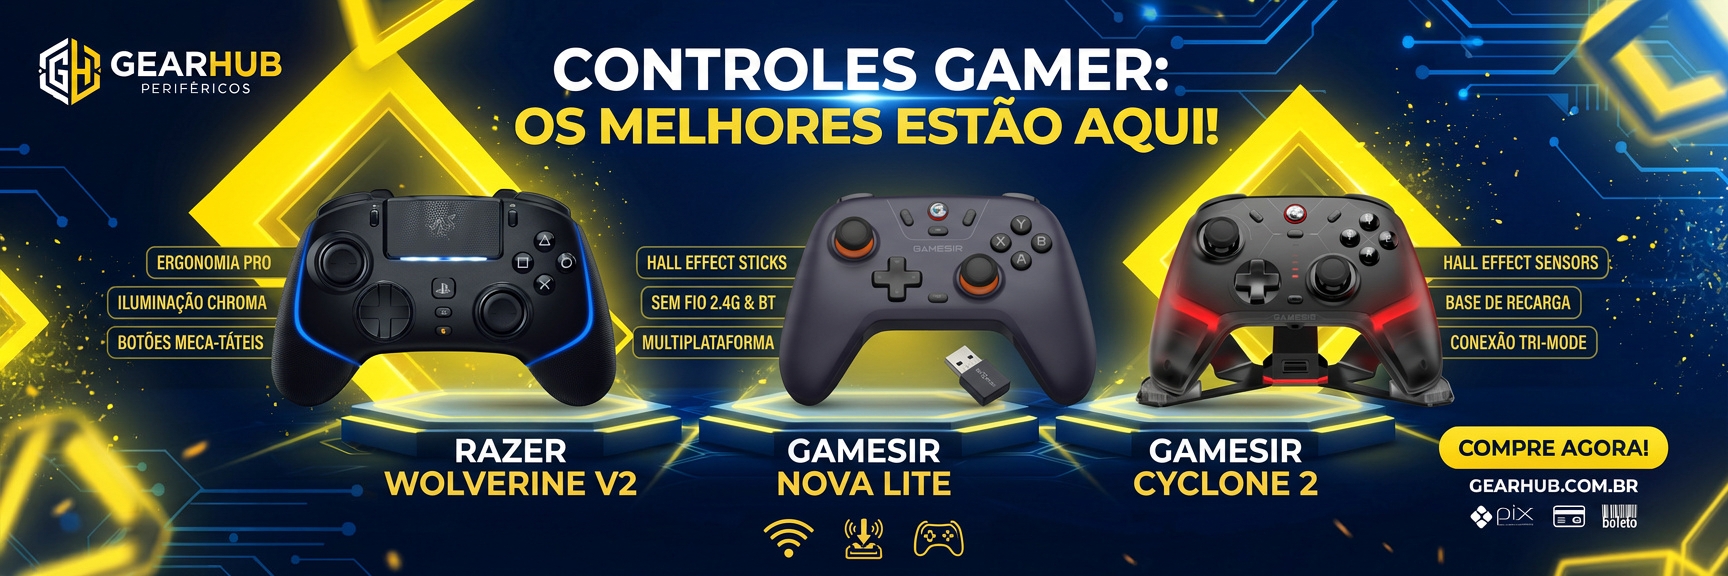 GEARHUB
PERIFÉRICOS
CONTROLES GAMER:
OS MELHORES ESTÃO AQUI!
ERGONOMIA PRO
ILUMINAÇÃO CHROMA
BOTÕES MECA-TÁTEIS
RAZER
WOLVERINE V2
HALL EFFECT STICKS
SEM FIO 2.4G & BT
MULTIPLATAFORMA
GAMESIR
Y
X
B
A
GAMESIR
NOVA LITE
HALL EFFECT SENSORS
BASE DE RECARGA
CONEXÃO TRI-MODE
GAMESIR
GAMESIR
CYCLONE 2
COMPRE AGORA!
GEARHUB.COM.BR
pix
boleto